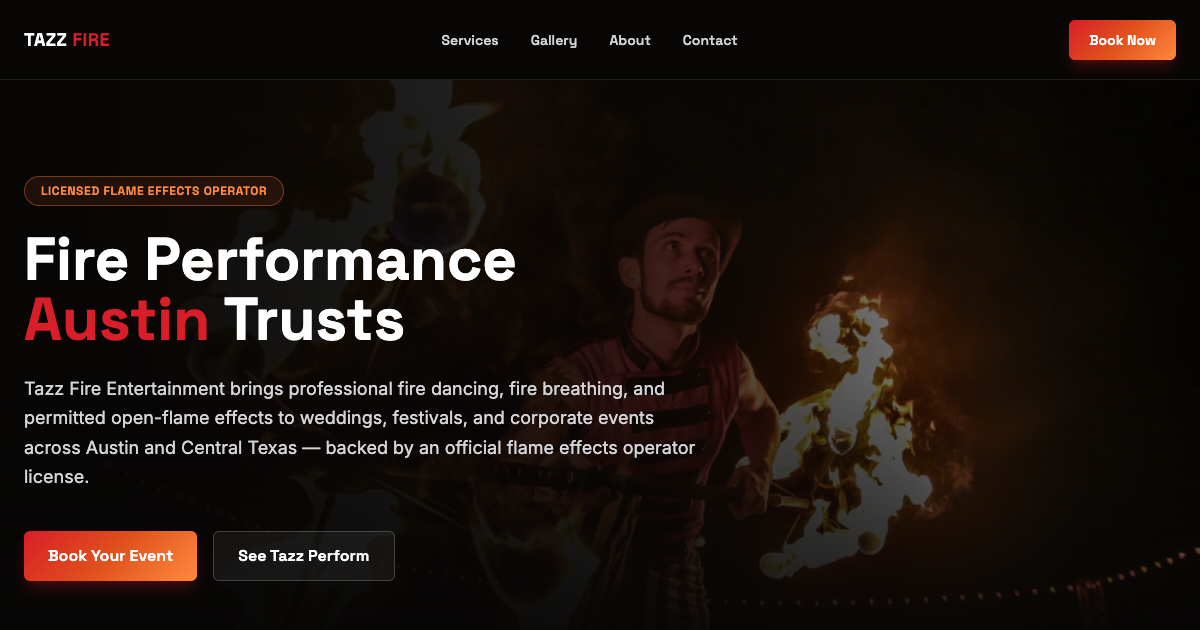 TAZZ FIRE
Services
Gallery
About
Contact
Book Now
LICENSED FLAME EFFECTS OPERATOR
Fire Performance
Austin Trusts
Tazz Fire Entertainment brings professional fire dancing, fire breathing, and
permitted open-flame effects to weddings, festivals, and corporate events
across Austin and Central Texas — backed by an official flame effects operator
license.
Book Your Event
See Tazz Perform